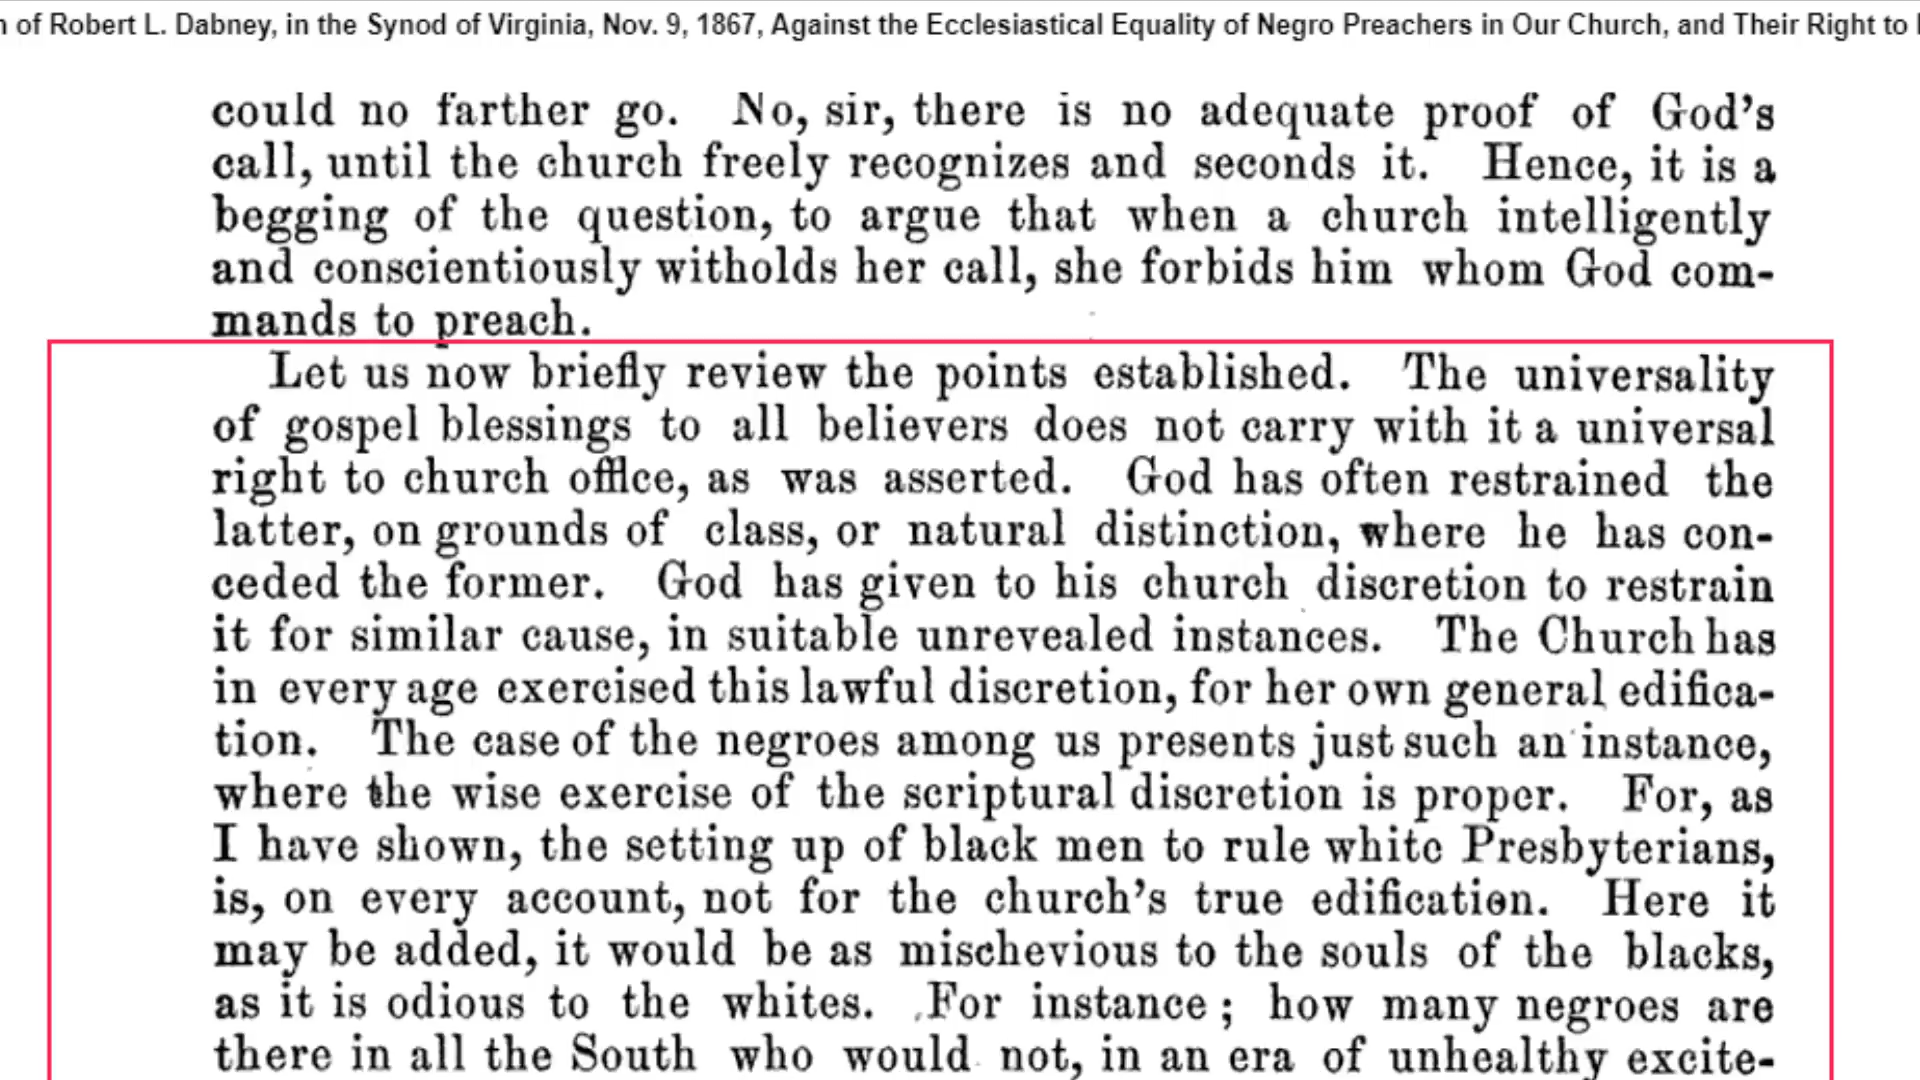 n of Robert L. Dabney, in the Synod of Virginia, Nov. 9, 1867, Against the Ecclesiastical Equality of Negro Preachers in Our Church, and Their Right to
could no farther go. No, sir, there is no adequate proof of God's
call, until the church freely recognizes and seconds it. Hence, it is a
begging of the question, to argue that when a church intelligently
and conscientiously witholds her call, she forbids him whom God com-
mands to preach.
Let us now briefly review the points established. The universality
of gospel blessings to all believers does not carry with it a universal
right to church office, as was asserted. God has often restrained the
latter, on grounds of class, or natural distinction, where he has con-
ceded the former. God has given to his church discretion to restrain
it for similar cause, in suitable unrevealed instances. The Church has
in every age exercised this lawful discretion, for her own general edifica-
tion. The case of the negroes among us presents just such an instance,
where the wise exercise of the scriptural discretion is proper. For, as
I have shown, the setting up of black men to rule white Presbyterians,
is, on every account, not for the church's true edification. Here it
may be added, it would be as mischevious to the souls of the blacks,
as it is odious to the whites. For instance; how many negroes are
there in all the South who would not, in an era of unhealthy excite-